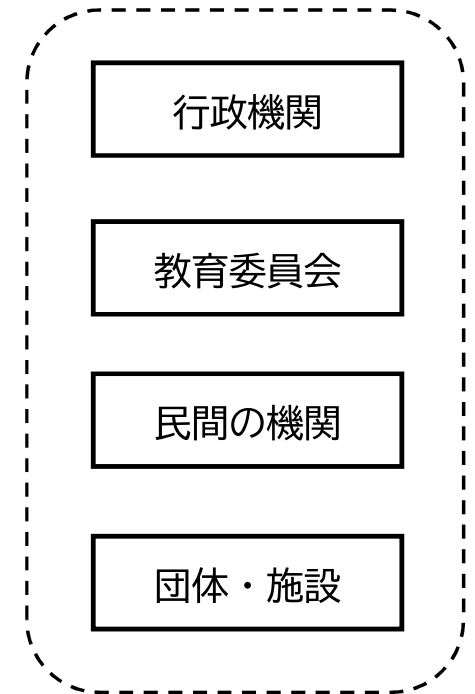 行政機関
教育委員会
民間の機関
団体・施設